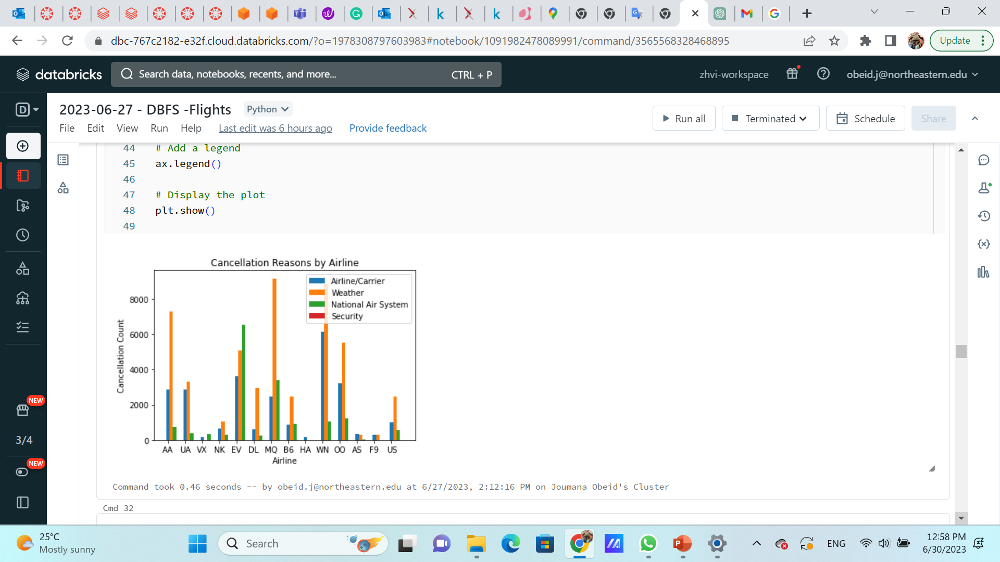 dbc-767c2182-e32f.cloud.databricks.com/?o=1978308797603983#notebook/1091982478089991/command/3565568328468895
Update
databricks
Search data, notebooks, recents, and more...
CTRL + P
zhvi-workspace
obeid.j@northeastern.edu
D
2023-06-27 - DBFS -Flights
Python
File Edit View Run Help Last edit was 6 hours ago Provide feedback
Run all
Terminated
Schedule
Share
44 # Add a legend
45 ax.legend()
46
47 # Display the plot
48 plt.show()
49
Cancellation Reasons by Airline
Airline/Carrier
Weather
National Air System
Security
Cancellation Count
8000
6000
4000
2000
0
AA UA VX NK EV DL MQ B6 HA WN OO AS F9 US
Airline
Command took 0.46 seconds -- by obeid.j@northeastern.edu at 6/27/2023, 2:12:16 PM on Joumana Obeid's Cluster
Cmd 32
NEW
3/4
NEW
25°C
Mostly sunny
Search
ENG
12:58 PM
6/30/2023